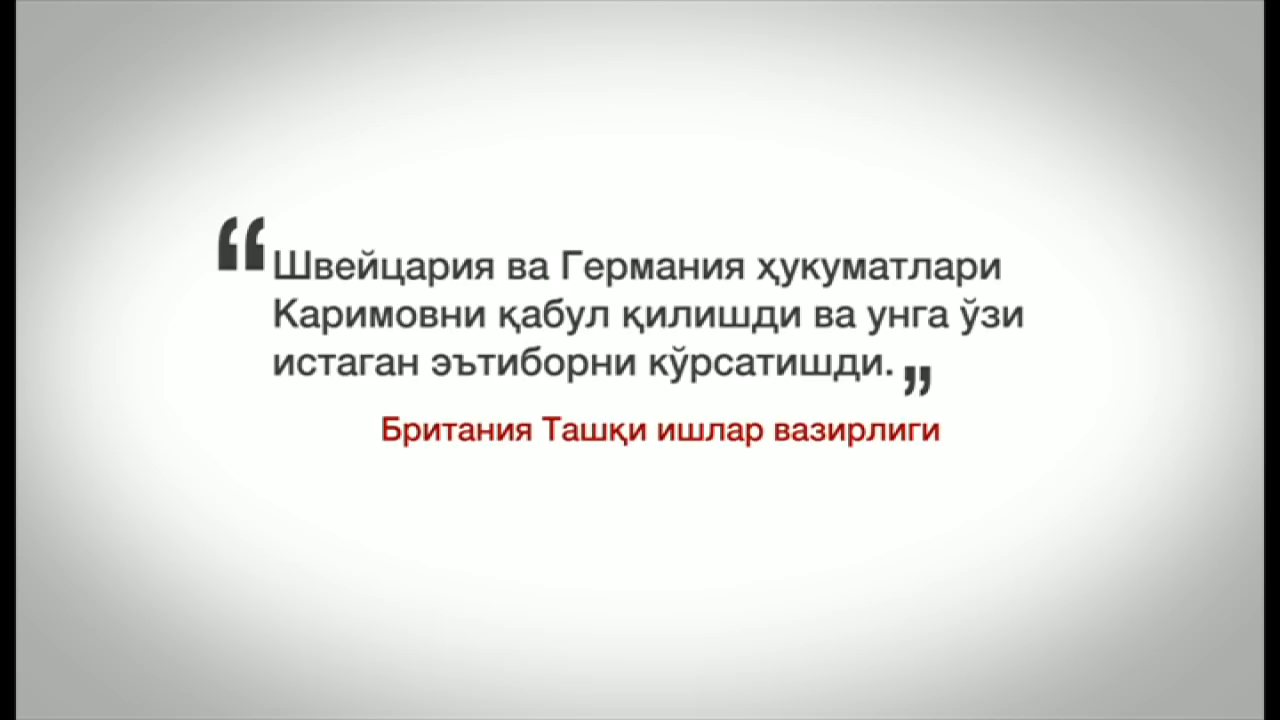 “Швейцария ва Германия ҳукуматлари
Каримовни қабул қилишди ва унга ўзи
истаган эътиборни кўрсатишди.”
Британия Ташқи ишлар вазирлиги